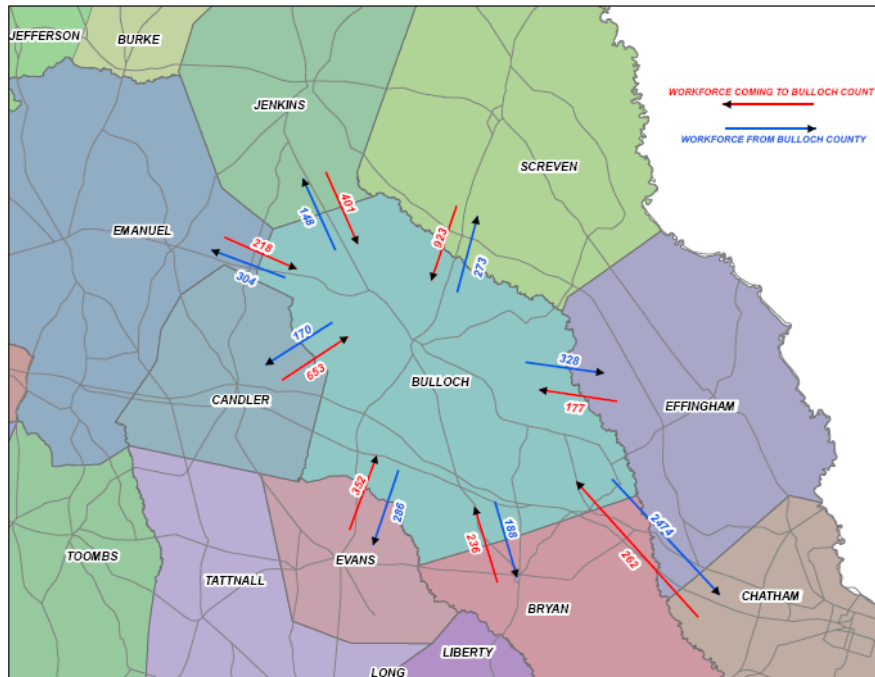 JEFFERSON
BURKE
WORKFORCE COMING TO BULLOCH COUNT
JENKINS
WORKFORCE FROM BULLOCH COUNTY
SCREVEN
401
148
EMANUEL
923
218
273
304
170
328
653
BULLOCH
CANDLER
177
EFFINGHAM
352
286
2474
188
236
TOOMBS
EVANS
262
TATTNALL
CHATHAM
BRYAN
LIBERTY
LONG